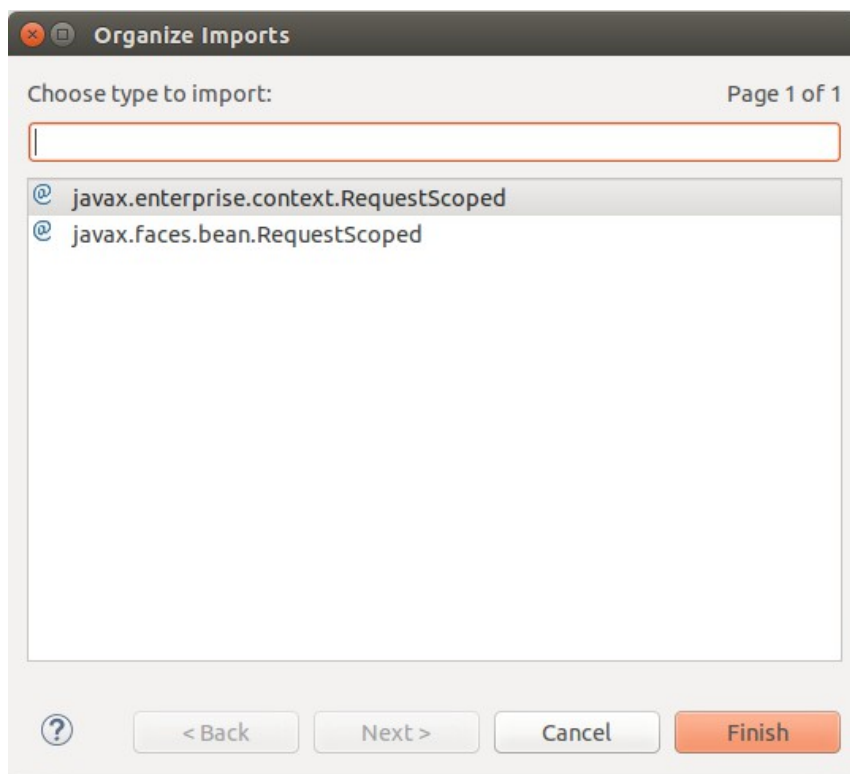 Organize Imports
Choose type to import: Page 1 of 1
@ javax.enterprise.context.RequestScoped
@ javax.faces.bean.RequestScoped
? < Back Next > Cancel Finish